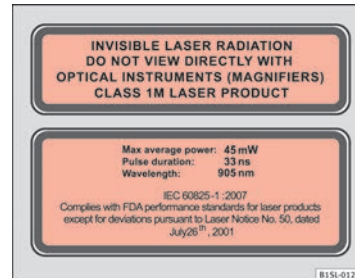 INVISIBLE LASER RADIATION
DO NOT VIEW DIRECTLY WITH
OPTICAL INSTRUMENTS (MAGNIFIERS)
CLASS 1M LASER PRODUCT
Max average power: 45 mW
Pulse duration: 33 ns
Wavelength: 905 nm
IEC 60825-1 :2007
Complies with FDA performance standards for laser products
except for deviations pursuant to Laser Notice No. 50, dated
July26th, 2001
B1SL-012